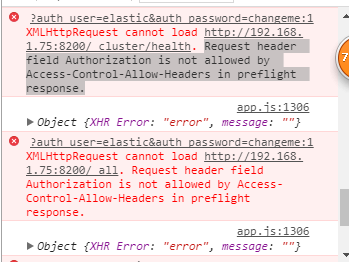 ?auth_user=elastic&auth_password=changeme:1
XMLHttpRequest cannot load http://192.168.
1.75:8200/_cluster/health. Request header
field Authorization is not allowed by
Access-Control-Allow-Headers in preflight
response.
app.js:1306
▶Object {XHR Error: "error", message: ""}
?auth_user=elastic&auth_password=changeme:1
XMLHttpRequest cannot load http://192.168.
1.75:8200/_all. Request header field
Authorization is not allowed by Access-
Control-Allow-Headers in preflight
response.
app.js:1306
▶Object {XHR Error: "error", message: ""}